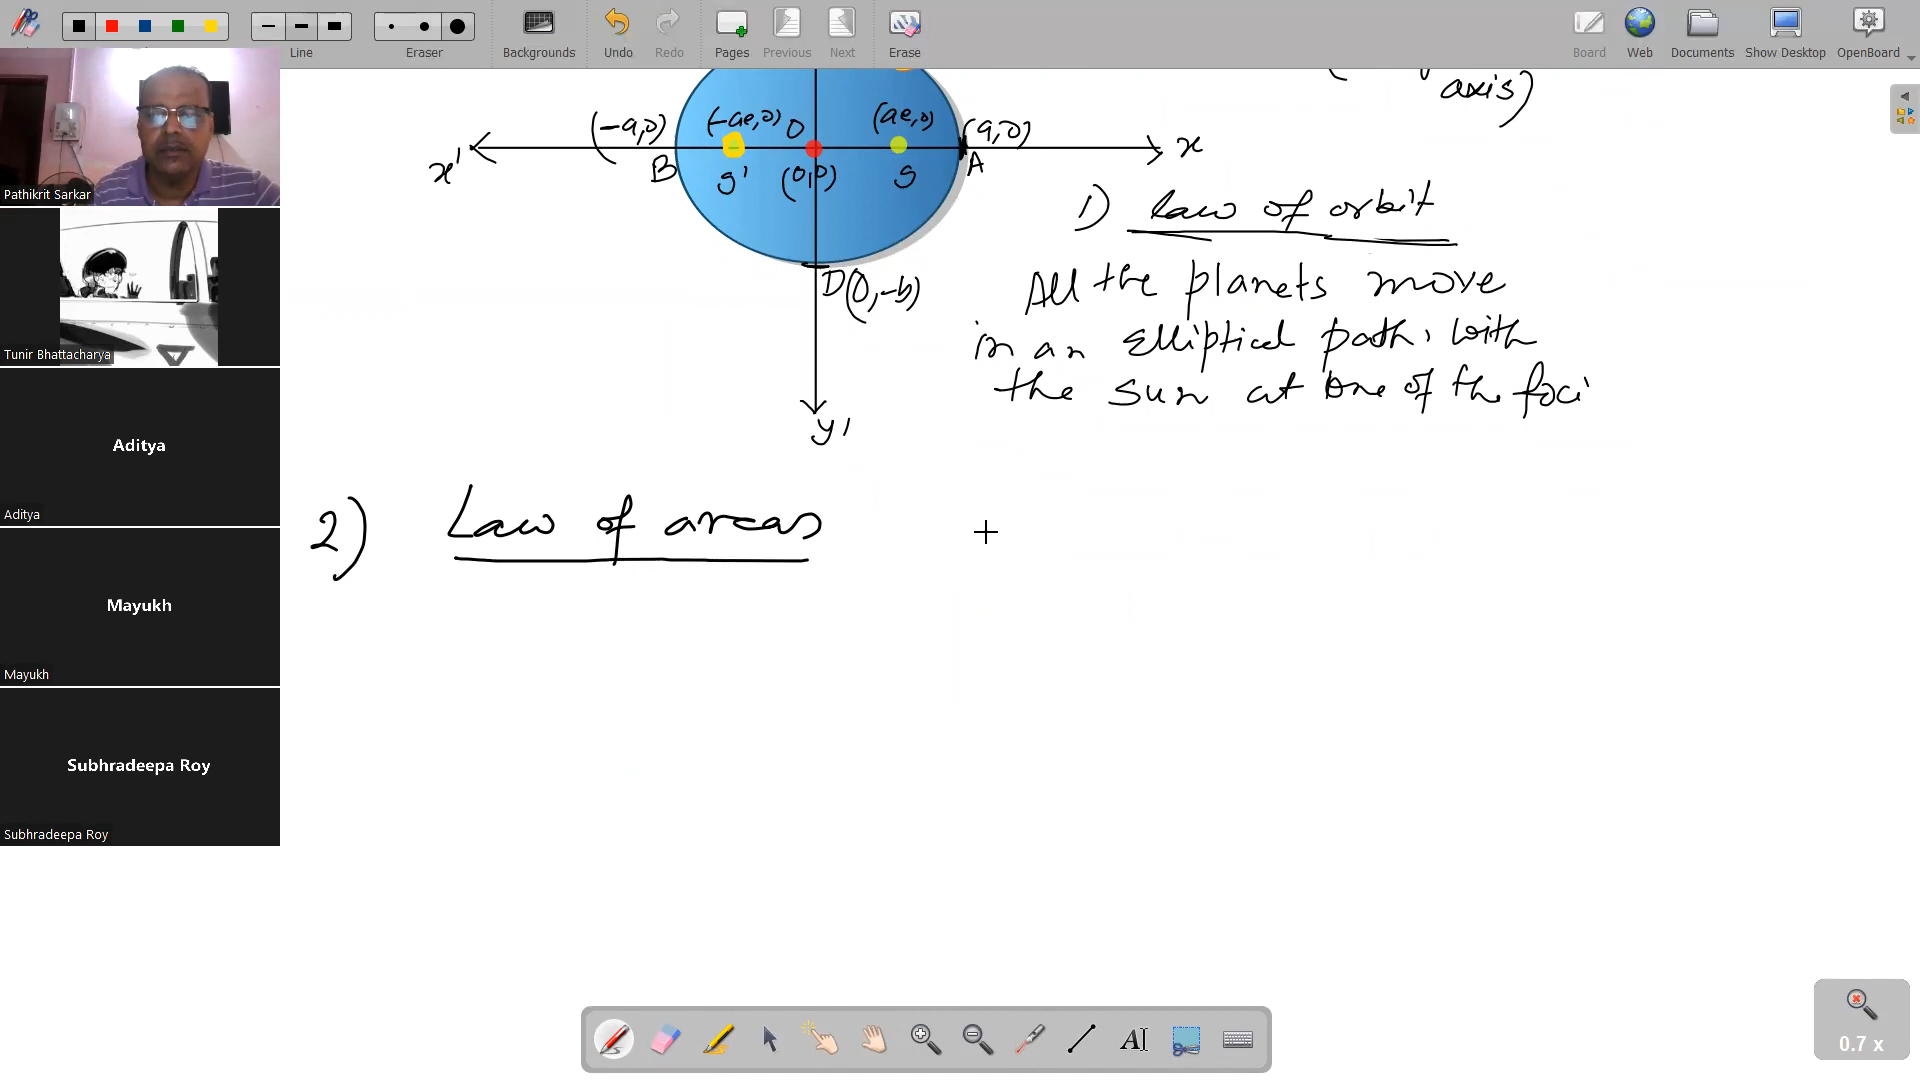 Line
Eraser
Backgrounds
Undo
Redo
Pages
Previous
Next
Erase
Board
Web
Documents
Show Desktop
OpenBoard
Pathikrit Sarkar
Tunir Bhattacharya
Aditya
Aditya
Mayukh
Mayukh
Subhradeepa Roy
Subhradeepa Roy
axis)
(-a,0)
(-ae,0)
O
(ae,0)
(a,0)
x'
B
S'
(0,0)
S
A
x
D(0,-b)
y'
1) Law of orbit
All the planets move
in an elliptical path, with
the sun at one of the foci
2) Law of areas
AI
0.7 x